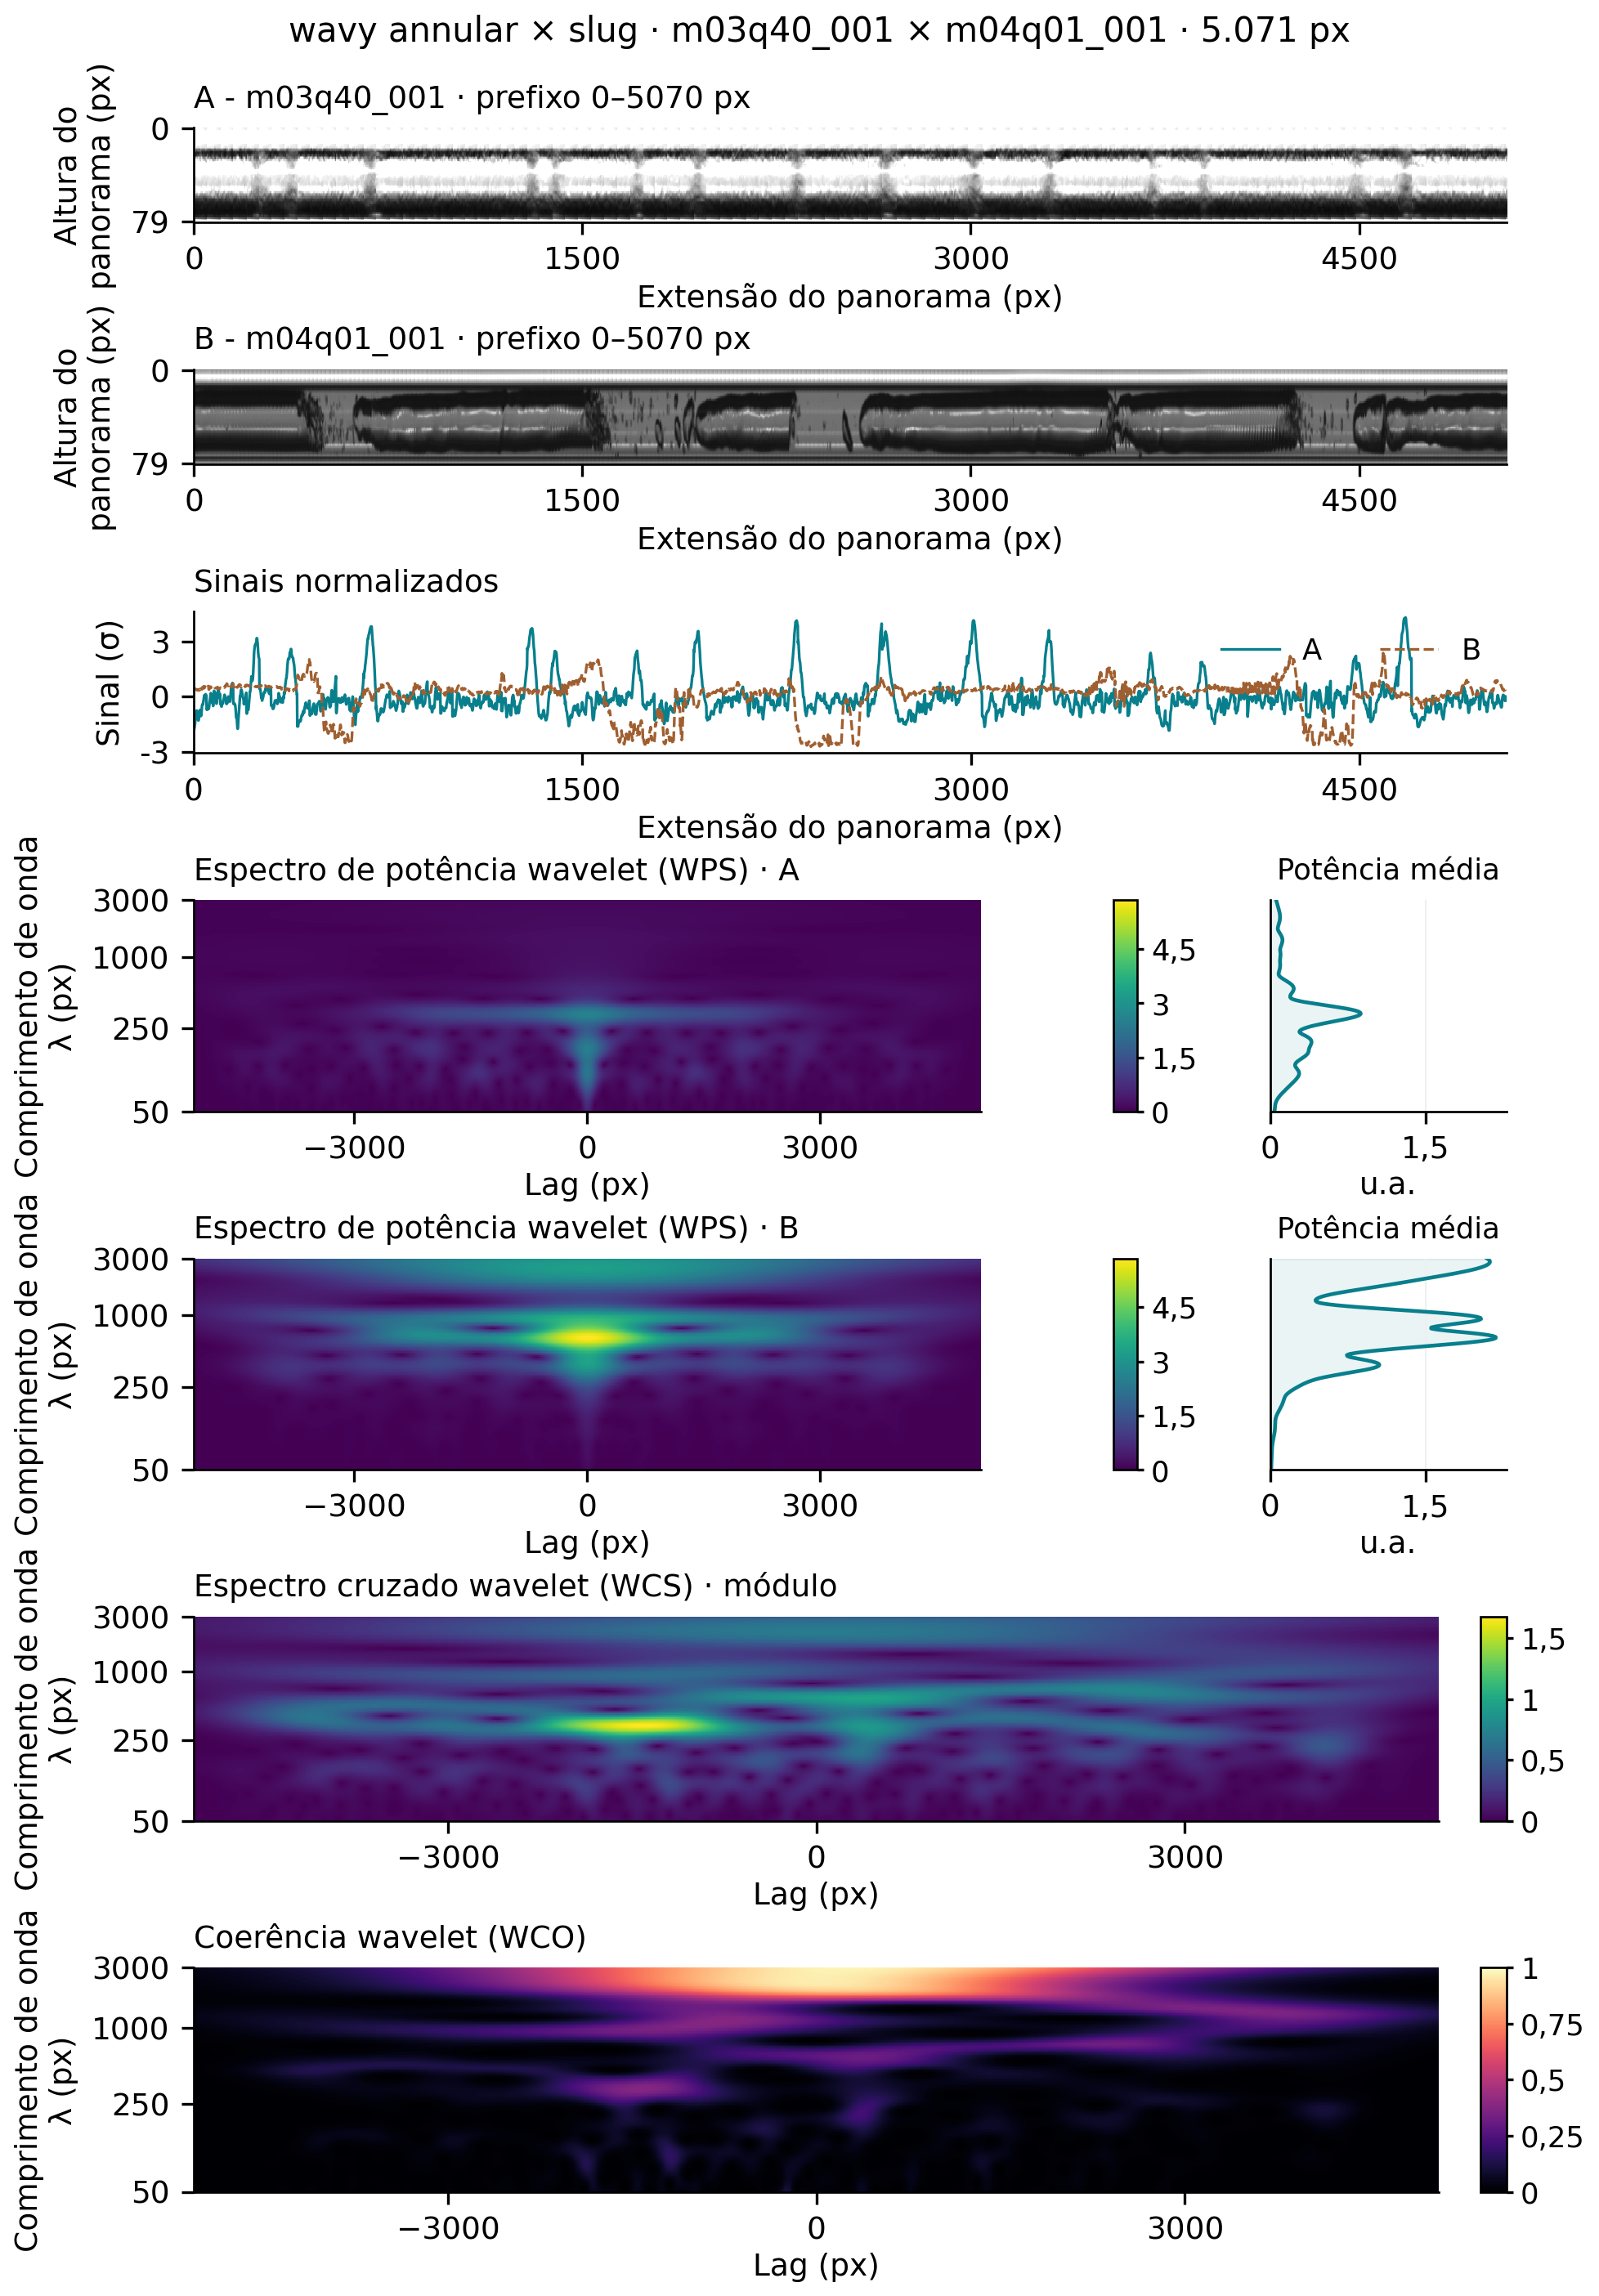 wavy annular × slug · m03q40_001 × m04q01_001 · 5.071 px
A - m03q40_001 · prefixo 0–5070 px
Altura do
panorama (px)
0
79
0
1500
3000
4500
Extensão do panorama (px)
B - m04q01_001 · prefixo 0–5070 px
Altura do
panorama (px)
0
79
0
1500
3000
4500
Extensão do panorama (px)
Sinais normalizados
Sinal (σ)
3
0
-3
A
B
0
1500
3000
4500
Extensão do panorama (px)
Espectro de potência wavelet (WPS) · A
Comprimento de onda
λ (px)
3000
1000
250
50
−3000
0
3000
Lag (px)
4,5
3
1,5
0
Potência média
0
1,5
u.a.
Espectro de potência wavelet (WPS) · B
Comprimento de onda
λ (px)
3000
1000
250
50
−3000
0
3000
Lag (px)
4,5
3
1,5
0
Potência média
0
1,5
u.a.
Espectro cruzado wavelet (WCS) · módulo
Comprimento de onda
λ (px)
3000
1000
250
50
−3000
0
3000
Lag (px)
1,5
1
0,5
0
Coerência wavelet (WCO)
Comprimento de onda
λ (px)
3000
1000
250
50
−3000
0
3000
Lag (px)
1
0,75
0,5
0,25
0